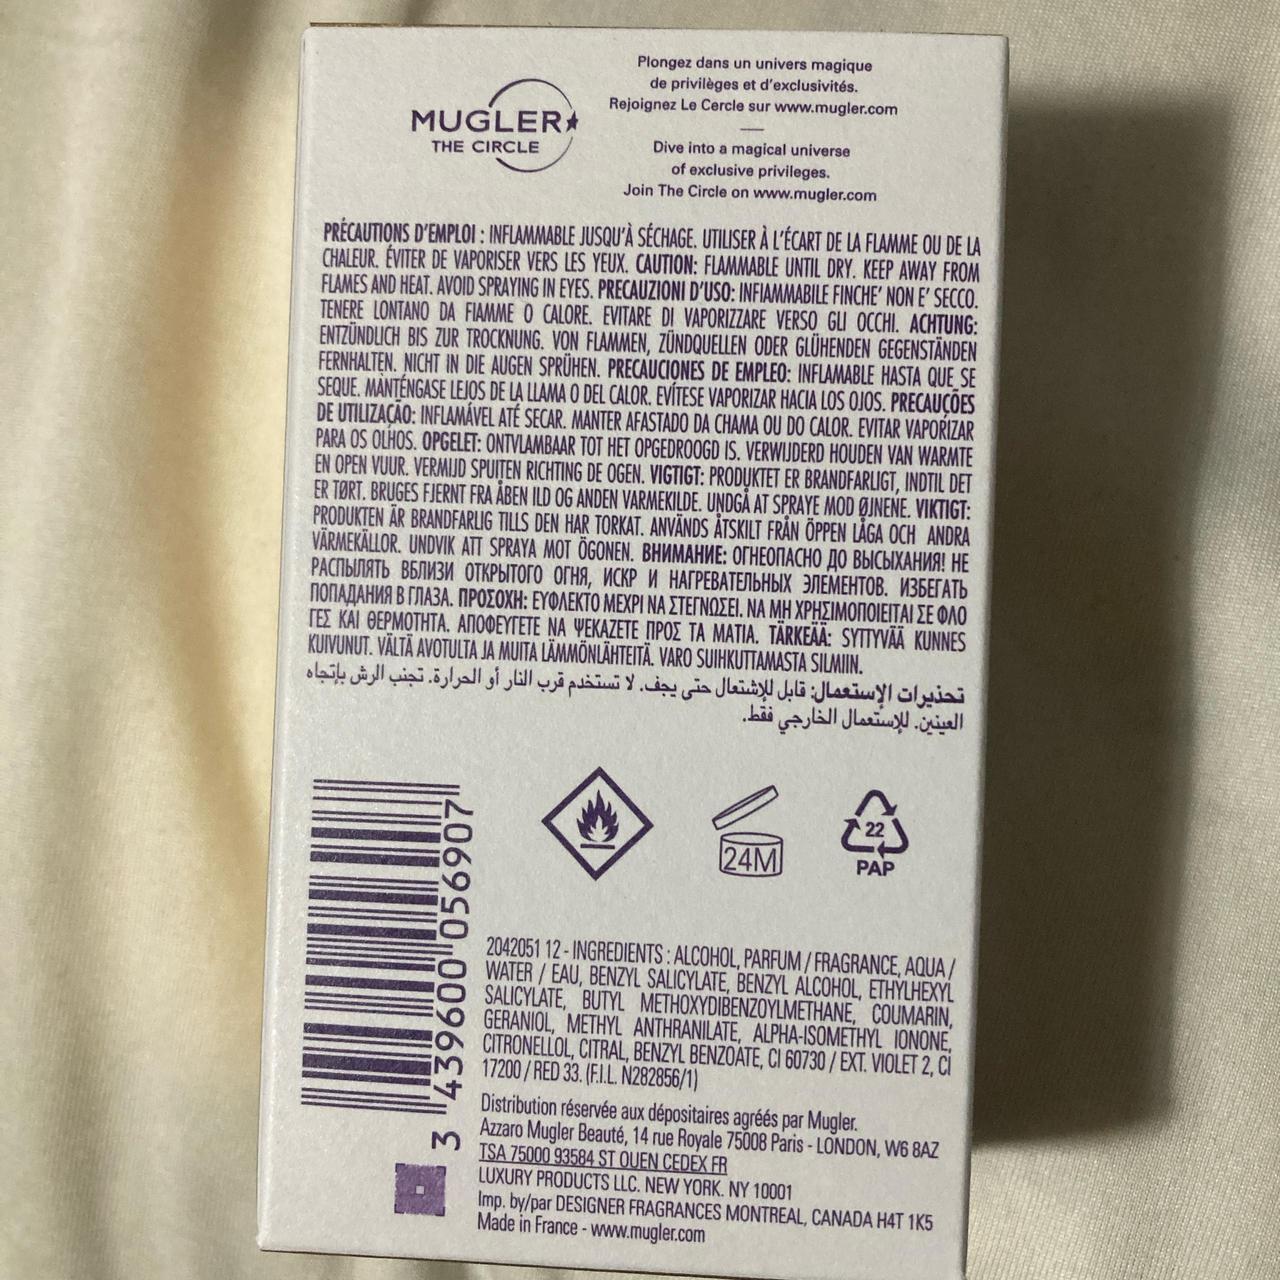 MUGLER
THE CIRCLE
Plongez dans un univers magique
de privilèges et d'exclusivités.
Rejoignez Le Cercle sur www.mugler.com
Dive into a magical universe
of exclusive privileges.
Join The Circle on www.mugler.com
PRÉCAUTIONS D'EMPLOI : INFLAMMABLE JUSQU'À SÉCHAGE. UTILISER À L'ÉCART DE LA FLAMME OU DE LA
CHALEUR. ÉVITER DE VAPORISER VERS LES YEUX. CAUTION: FLAMMABLE UNTIL DRY. KEEP AWAY FROM
FLAMES AND HEAT. AVOID SPRAYING IN EYES. PRECAUZIONI D'USO: INFIAMMABILE FINCHE' NON E' SECCO.
TENERE LONTANO DA FIAMME O CALORE. EVITARE DI VAPORIZZARE VERSO GLI OCCHI. ACHTUNG:
ENTZÜNDLICH BIS ZUR TROCKNUNG. VON FLAMMEN, ZÜNDQUELLEN ODER GLÜHENDEN GEGENSTÄNDEN
FERNHALTEN. NICHT IN DIE AUGEN SPRÜHEN. PRECAUCIONES DE EMPLEO: INFLAMABLE HASTA QUE SE
SEQUE. MANTÉNGASE LEJOS DE LA LLAMA O DEL CALOR. EVÍTESE VAPORIZAR HACIA LOS OJOS. PRECAUÇÕES
DE UTILIZAÇÃO: INFLAMÁVEL ATÉ SECAR. MANTER AFASTADO DA CHAMA OU DO CALOR. EVITAR VAPORIZAR
PARA OS OLHOS. OPGELET: ONTVLAMBAAR TOT HET OPGEDROOGD IS. VERWIJDERD HOUDEN VAN WARMTE
EN OPEN VUUR. VERMIJD SPUITEN RICHTING DE OGEN. VIGTIGT: PRODUKTET ER BRANDFARLIGT, INDTIL DET
ER TØRT. BRUGES FJERNT FRA ÅBEN ILD OG ANDEN VARMEKILDE. UNDGÅ AT SPRAYE MOD ØJNENE. VIKTIGT:
PRODUKTEN ÄR BRANDFARLIG TILLS DEN HAR TORKAT. ANVÄNDS ÅTSKILT FRÅN ÖPPEN LÅGA OCH ANDRA
VÄRMEKÄLLOR. UNDVIK ATT SPRAYA MOT ÖGONEN. ВНИМАНИЕ: ОГНЕОПАСНО ДО ВЫСЫХАНИЯ! НЕ
РАСПЫЛЯТЬ ВБЛИЗИ ОТКРЫТОГО ОГНЯ, ИСКР И НАГРЕВАТЕЛЬНЫХ ЭЛЕМЕНТОВ. ИЗБЕГАТЬ
ПОПАДАНИЯ В ГЛАЗА. ΠΡΟΣΟΧΗ: ΕΥΦΛΕΚΤΟ ΜΕΧΡΙ ΝΑ ΣΤΕΓΝΩΣΕΙ. ΝΑ ΜΗ ΧΡΗΣΙΜΟΠΟΙΕΙΤΑΙ ΣΕ ΦΛΟ
ΓΕΣ ΚΑΙ ΘΕΡΜΟΤΗΤΑ. ΑΠΟΦΕΥΓΕΤΕ ΝΑ ΨΕΚΑΖΕΤΕ ΠΡΟΣ ΤΑ ΜΑΤΙΑ. TÄRKEÄÄ: SYTTYVÄÄ KUNNES
KUIVUNUT. VÄLTÄ AVOTULTA JA MUITA LÄMMÖNLÄHTEITÄ. VARO SUIHKUTTAMASTA SILMIIN.
تحذيرات الإستعمال: قابل للإشتعال حتى يجف. لا تستخدم قرب النار أو الحرارة. تجنب الرش بإتجاه
العينين. للإستعمال الخارجي فقط.
24M
22
PAP
3 439600 056907
2042051 12 - INGREDIENTS : ALCOHOL, PARFUM / FRAGRANCE, AQUA /
WATER / EAU, BENZYL SALICYLATE, BENZYL ALCOHOL, ETHYLHEXYL
SALICYLATE, BUTYL METHOXYDIBENZOYLMETHANE, COUMARIN,
GERANIOL, METHYL ANTHRANILATE, ALPHA-ISOMETHYL IONONE,
CITRONELLOL, CITRAL, BENZYL BENZOATE, CI 60730 / EXT. VIOLET 2, CI
17200 / RED 33. (F.I.L. N282856/1)
Distribution réservée aux dépositaires agréés par Mugler.
Azzaro Mugler Beauté, 14 rue Royale 75008 Paris - LONDON, W6 8AZ
TSA 75000 93584 ST OUEN CEDEX FR
LUXURY PRODUCTS LLC. NEW YORK. NY 10001
Imp. by/par DESIGNER FRAGRANCES MONTREAL, CANADA H4T 1K5
Made in France - www.mugler.com